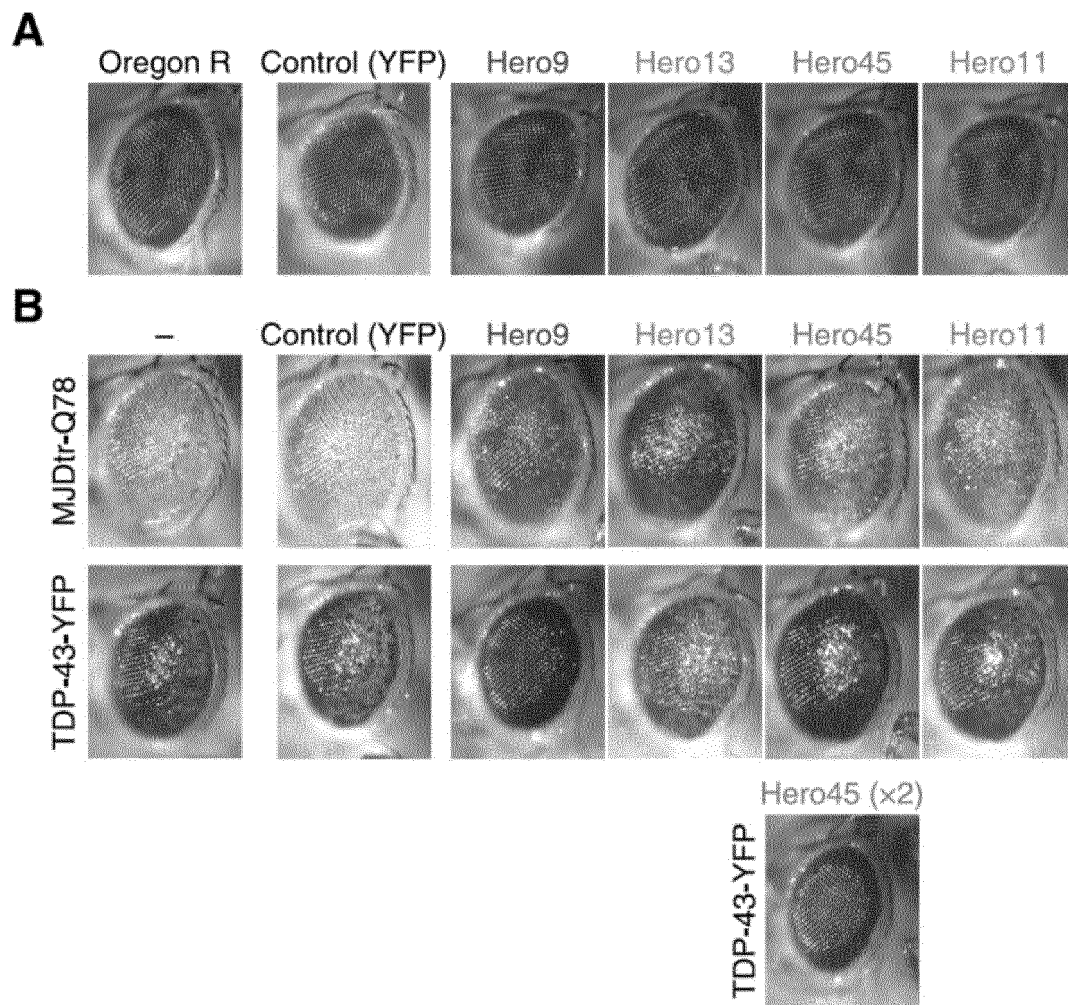 A
Oregon R Control (YFP) Hero9 Hero13 Hero45 Hero11
B
– Control (YFP) Hero9 Hero13 Hero45 Hero11
MJDtr-Q78
TDP-43-YFP
Hero45 (×2)
TDP-43-YFP